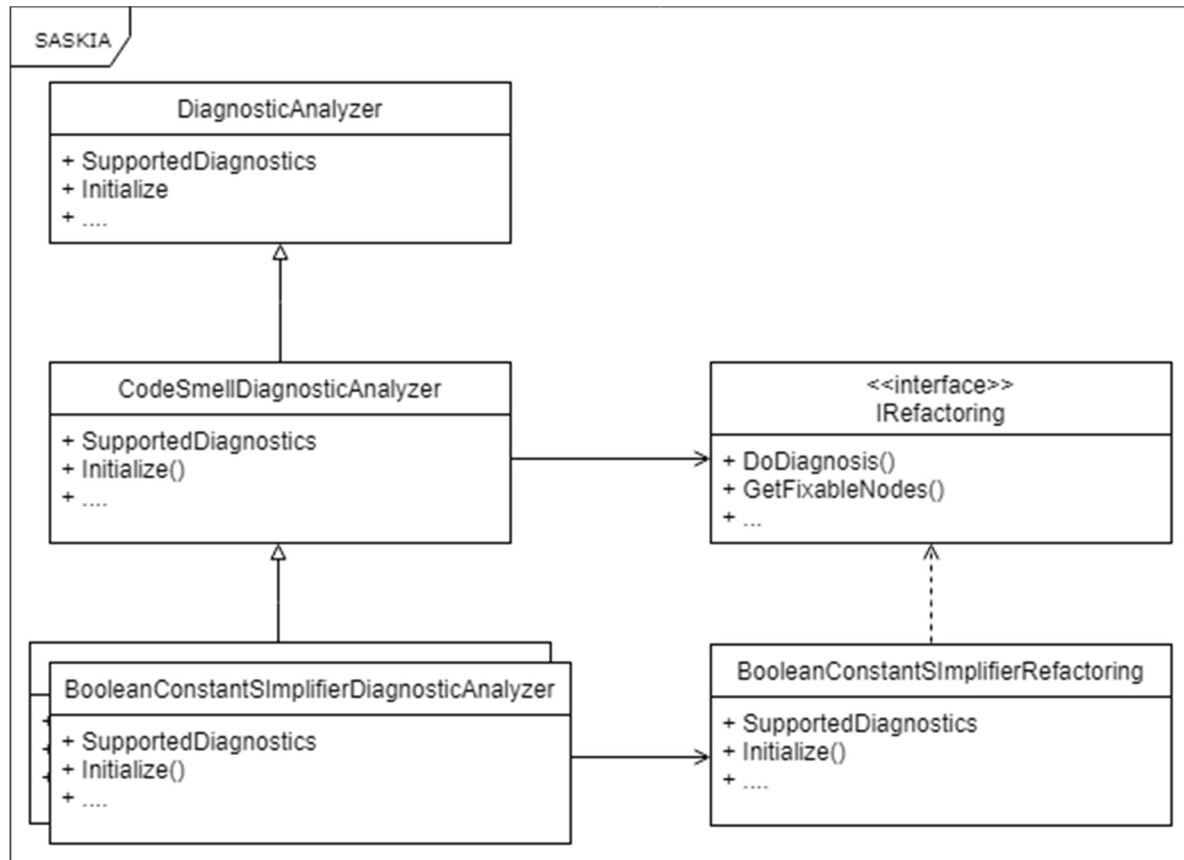 SASKIA
DiagnosticAnalyzer
+ SupportedDiagnostics
+ Initialize
+ ....
CodeSmellDiagnosticAnalyzer
+ SupportedDiagnostics
+ Initialize()
+ ....
<<interface>>
IRefactoring
+ DoDiagnosis()
+ GetFixableNodes()
+ ...
BooleanConstantSImplifierDiagnosticAnalyzer
+ SupportedDiagnostics
+ Initialize()
+ ....
BooleanConstantSImplifierRefactoring
+ SupportedDiagnostics
+ Initialize()
+ ....